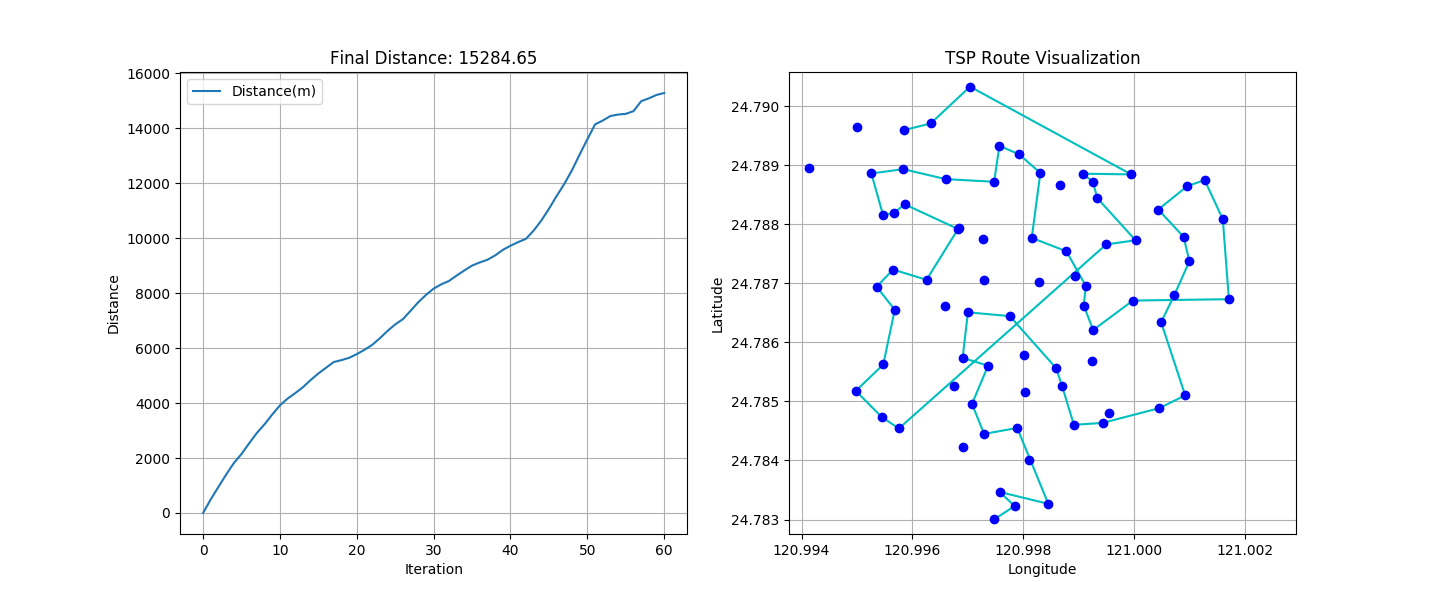 Final Distance: 15284.65
Distance(m)
16000
14000
12000
10000
8000
6000
4000
2000
0
Distance
0 10 20 30 40 50 60
Iteration
TSP Route Visualization
24.790
24.789
24.788
24.787
24.786
24.785
24.784
24.783
Latitude
120.994 120.996 120.998 121.000 121.002
Longitude